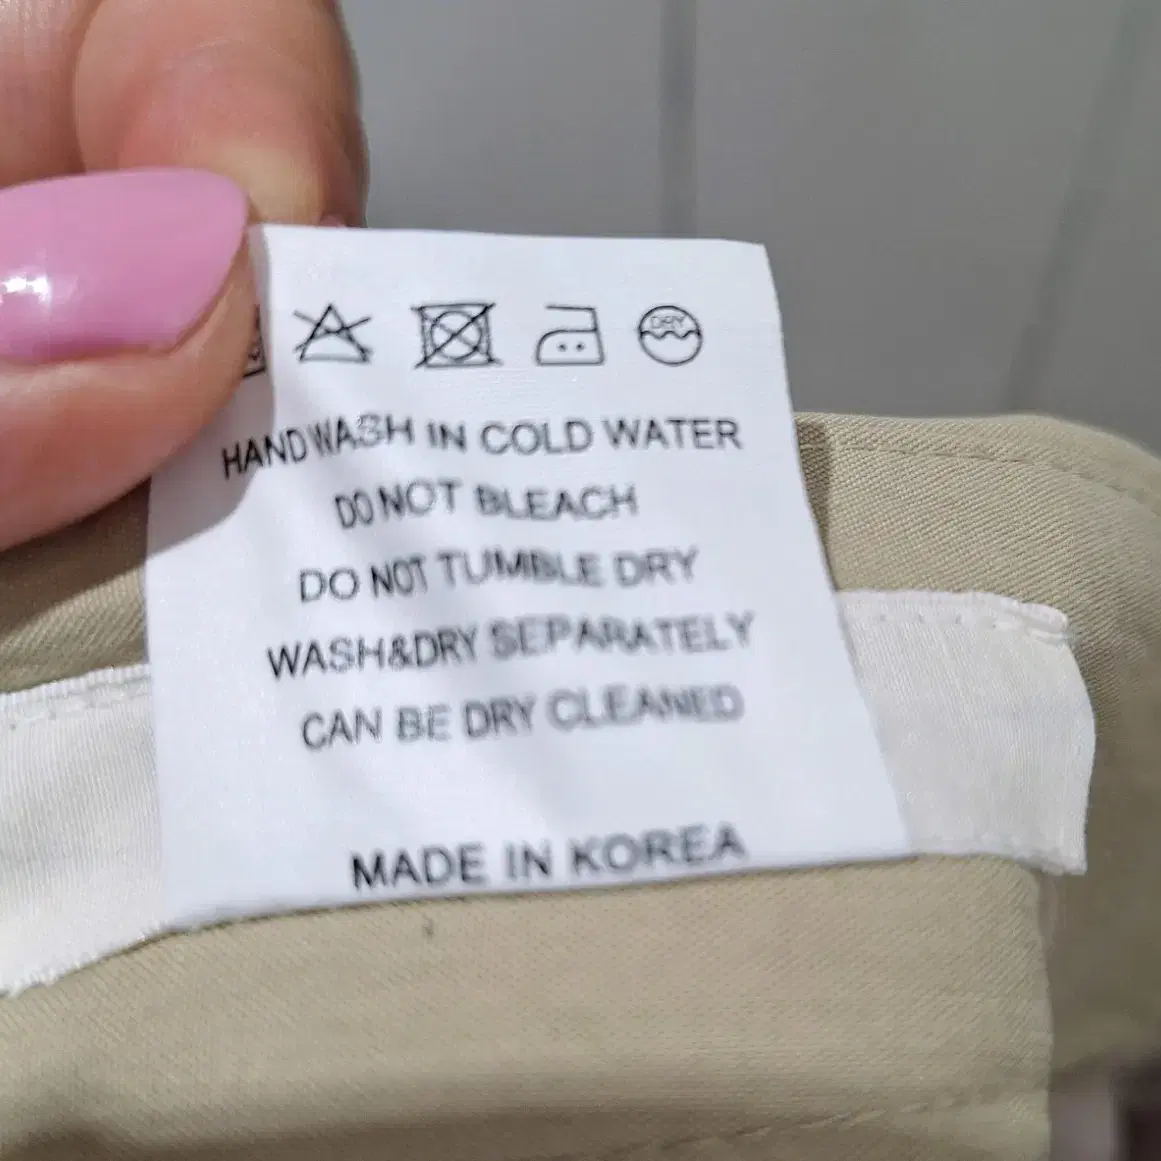 DRY
HAND WASH IN COLD WATER
DO NOT BLEACH
DO NOT TUMBLE DRY
WASH&DRY SEPARATELY
CAN BE DRY CLEANED
MADE IN KOREA